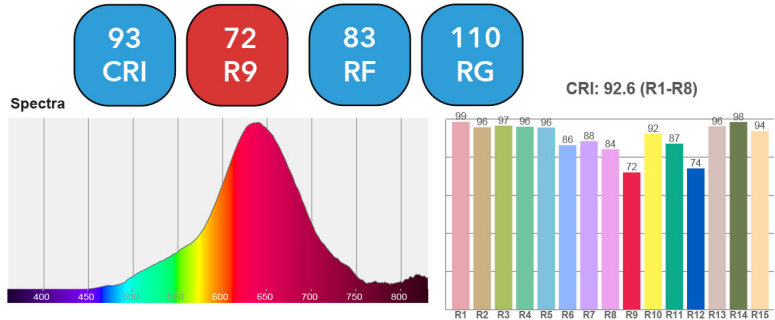 93 CRI
72 R9
83 RF
110 RG
Spectra
400 450 500 550 600 650 700 750 800
CRI: 92.6 (R1-R8)
99 96 97 96 96 86 88 84 72 92 87 74 96 98 94
R1 R2 R3 R4 R5 R6 R7 R8 R9 R10 R11 R12 R13 R14 R15